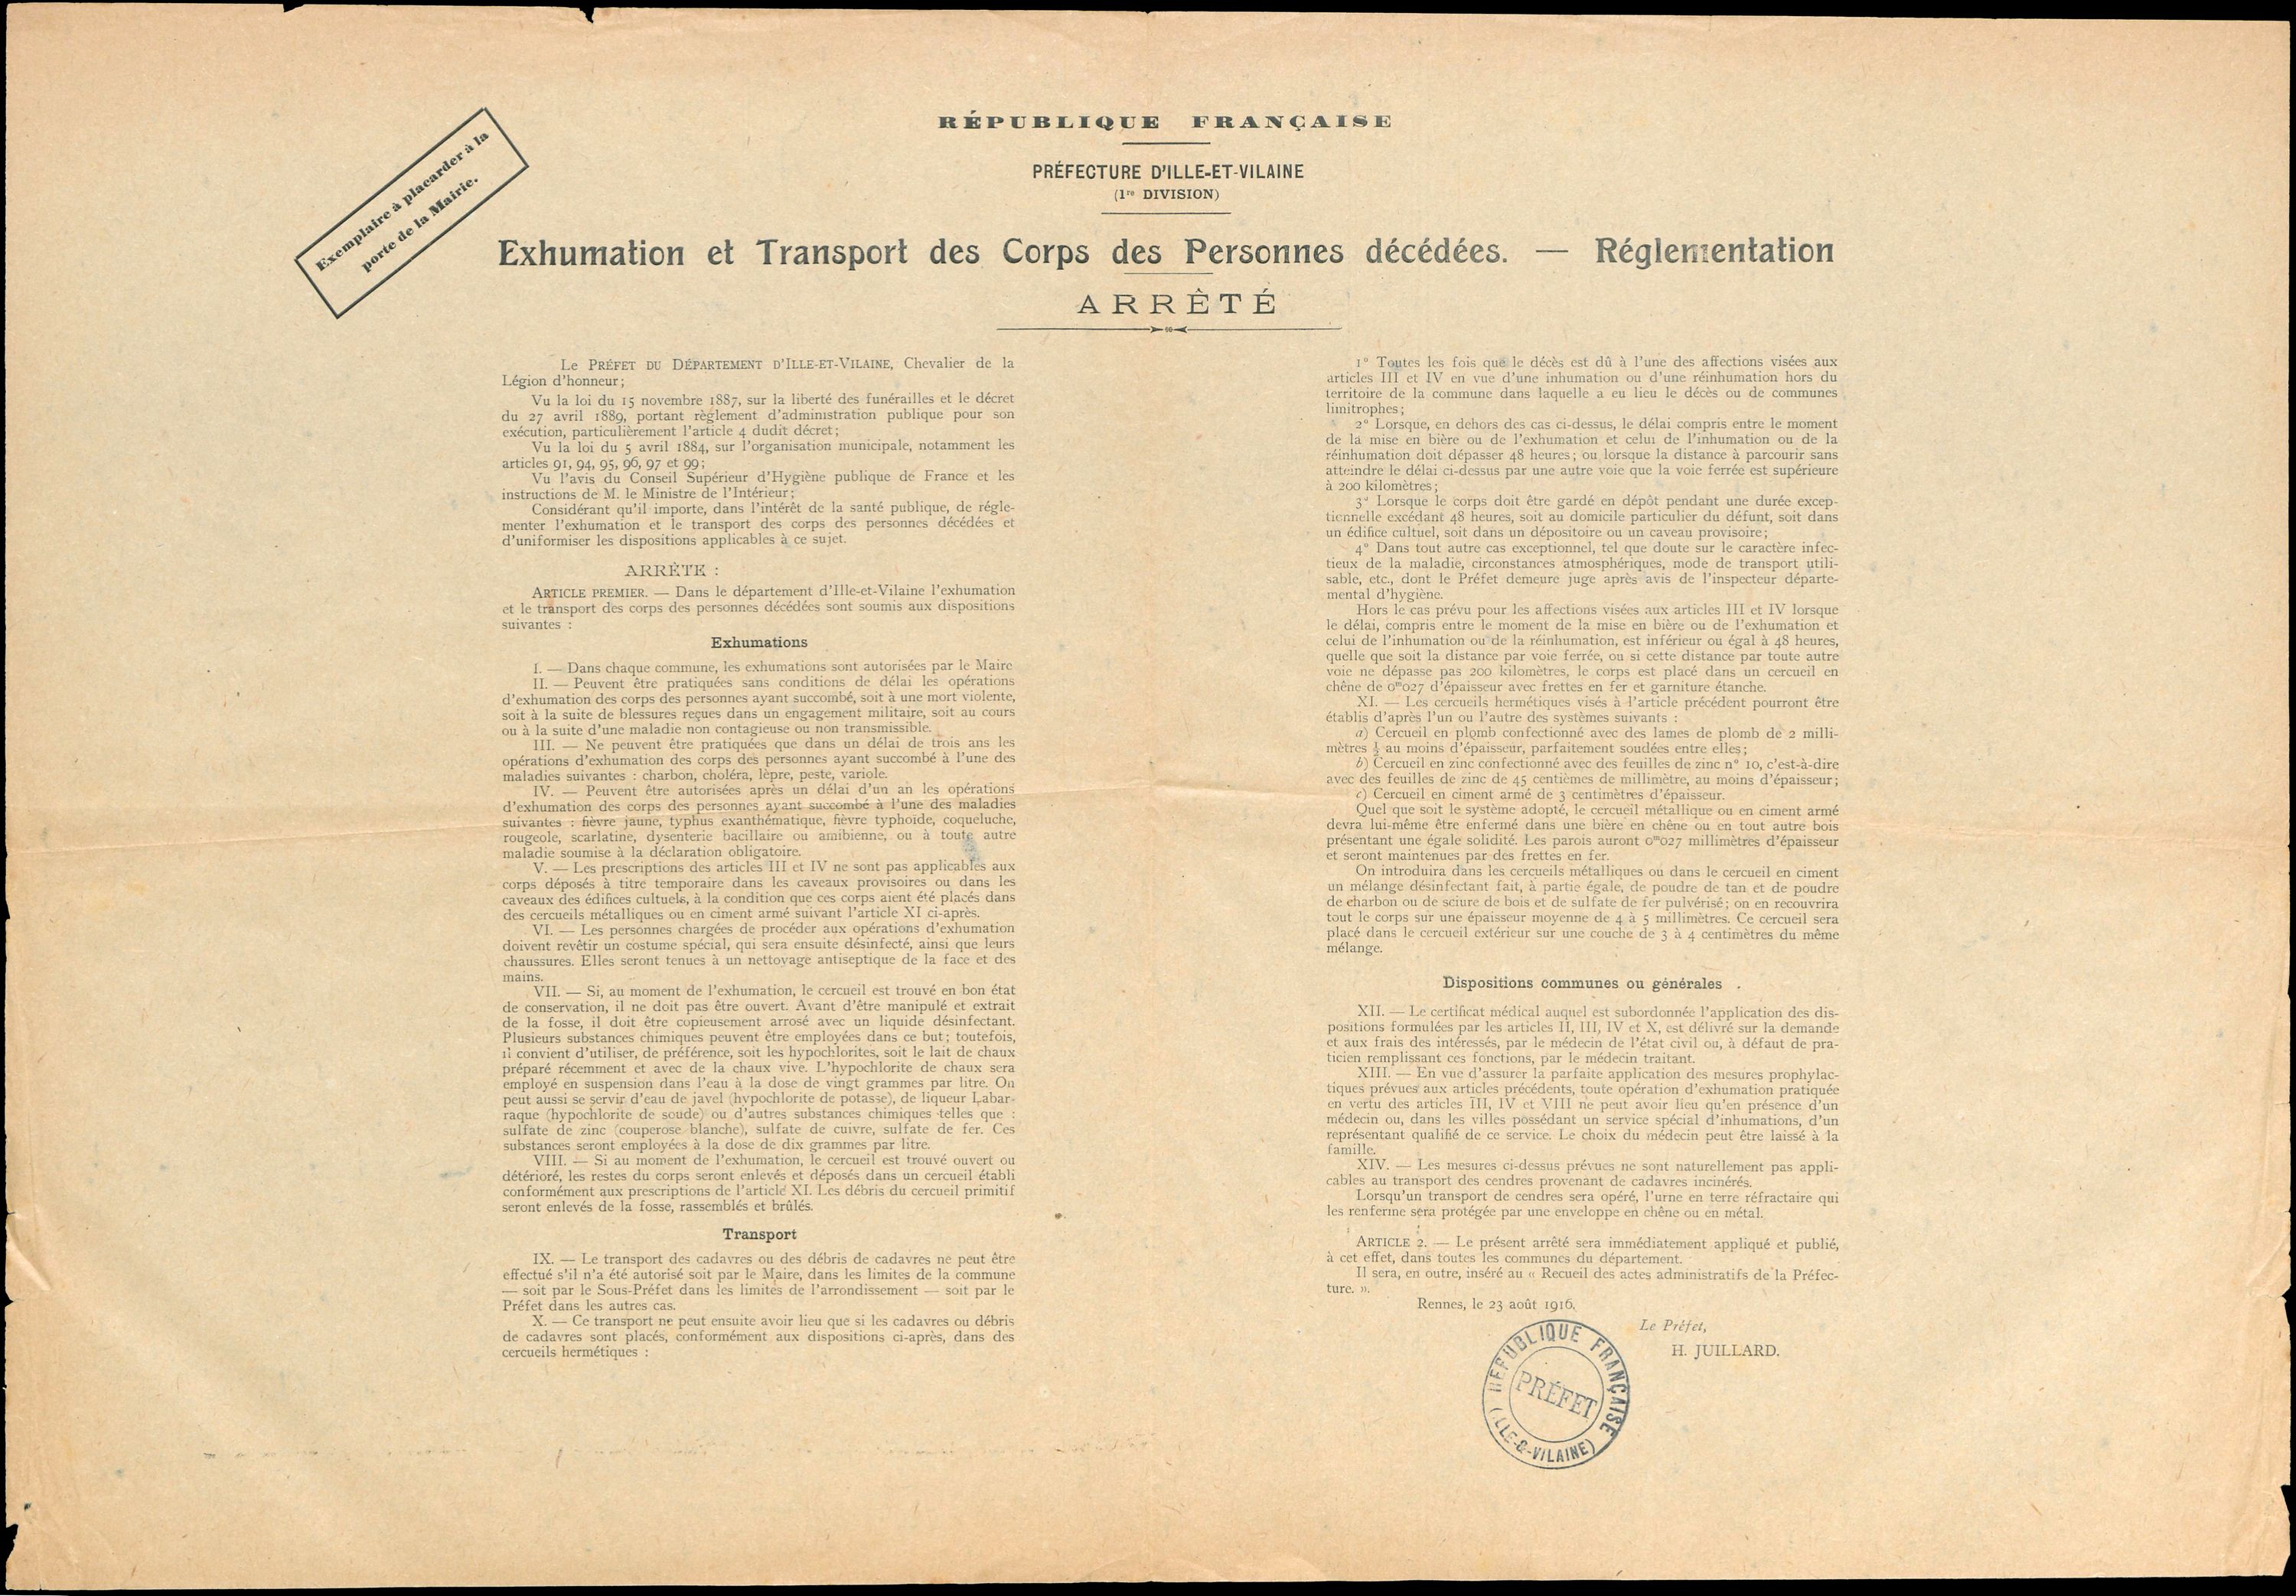 Exemplaire à placarder à la
porte de la Mairie.
RÉPUBLIQUE FRANÇAISE
PRÉFECTURE D'ILLE-ET-VILAINE
(1re DIVISION)
Exhumation et Transport des Corps des Personnes décédées. — Réglementation
ARRÊTÉ
Le PRÉFET DU DÉPARTEMENT D'ILLE-ET-VILAINE, Chevalier de la
Légion d'honneur;
Vu la loi du 15 novembre 1887, sur la liberté des funérailles et le décret
du 27 avril 1889, portant règlement d'administration publique pour son
exécution, particulièrement l'article 4 dudit décret;
Vu la loi du 5 avril 1884, sur l'organisation municipale, notamment les
articles 91, 94, 95, 96, 97 et 99;
Vu l'avis du Conseil Supérieur d'Hygiène publique de France et les
instructions de M. le Ministre de l'Intérieur;
Considérant qu'il importe, dans l'intérêt de la santé publique, de régle-
menter l'exhumation et le transport des corps des personnes décédées et
d'uniformiser les dispositions applicables à ce sujet.
ARRÊTE :
ARTICLE PREMIER. — Dans le département d'Ille-et-Vilaine l'exhumation
et le transport des corps des personnes décédées sont soumis aux dispositions
suivantes :
Exhumations
I. — Dans chaque commune, les exhumations sont autorisées par le Maire
II. — Peuvent être pratiquées sans conditions de délai les opérations
d'exhumation des corps des personnes ayant succombé, soit à une mort violente,
soit à la suite de blessures reçues dans un engagement militaire, soit au cours
ou à la suite d'une maladie non contagieuse ou non transmissible.
III. — Ne peuvent être pratiquées que dans un délai de trois ans les
opérations d'exhumation des corps des personnes ayant succombé à l'une des
maladies suivantes : charbon, choléra, lèpre, peste, variole.
IV. — Peuvent être autorisées après un délai d'un an les opérations
d'exhumation des corps des personnes ayant succombé à l'une des maladies
suivantes : fièvre jaune, typhus exanthématique, fièvre typhoïde, coqueluche,
rougeole, scarlatine, dysenterie bacillaire ou amibienne, ou à toute autre
maladie soumise à la déclaration obligatoire.
V. — Les prescriptions des articles III et IV ne sont pas applicables aux
corps déposés à titre temporaire dans les caveaux provisoires ou dans les
caveaux des édifices cultuels, à la condition que ces corps aient été placés dans
des cercueils métalliques ou en ciment armé suivant l'article XI ci-après.
VI. — Les personnes chargées de procéder aux opérations d'exhumation
doivent revêtir un costume spécial, qui sera ensuite désinfecté, ainsi que leurs
chaussures. Elles seront tenues à un nettoyage antiseptique de la face et des
mains.
VII. — Si, au moment de l'exhumation, le cercueil est trouvé en bon état
de conservation, il ne doit pas être ouvert. Avant d'être manipulé et extrait
de la fosse, il doit être copieusement arrosé avec un liquide désinfectant.
Plusieurs substances chimiques peuvent être employées dans ce but; toutefois,
il convient d'utiliser, de préférence, soit les hypochlorites, soit le lait de chaux
préparé récemment et avec de la chaux vive. L'hypochlorite de chaux sera
employé en suspension dans l'eau à la dose de vingt grammes par litre. On
peut aussi se servir d'eau de javel (hypochlorite de potasse), de liqueur Labar-
raque (hypochlorite de soude) ou d'autres substances chimiques telles que :
sulfate de zinc (couperose blanche), sulfate de cuivre, sulfate de fer. Ces
substances seront employées à la dose de dix grammes par litre.
VIII. — Si au moment de l'exhumation, le cercueil est trouvé ouvert ou
détérioré, les restes du corps seront enlevés et déposés dans un cercueil établi
conformément aux prescriptions de l'article XI. Les débris du cercueil primitif
seront enlevés de la fosse, rassemblés et brûlés.
Transport
IX. — Le transport des cadavres ou des débris de cadavres ne peut être
effectué s'il n'a été autorisé soit par le Maire, dans les limites de la commune
— soit par le Sous-Préfet dans les limites de l'arrondissement — soit par le
Préfet dans les autres cas.
X. — Ce transport ne peut ensuite avoir lieu que si les cadavres ou débris
de cadavres sont placés, conformément aux dispositions ci-après, dans des
cercueils hermétiques :
1° Toutes les fois que le décès est dû à l'une des affections visées aux
articles III et IV en vue d'une inhumation ou d'une réinhumation hors du
territoire de la commune dans laquelle a eu lieu le décès ou de communes
limitrophes;
2° Lorsque, en dehors des cas ci-dessus, le délai compris entre le moment
de la mise en bière ou de l'exhumation et celui de l'inhumation ou de la
réinhumation doit dépasser 48 heures; ou lorsque la distance à parcourir sans
atteindre le délai ci-dessus par une autre voie que la voie ferrée est supérieure
à 200 kilomètres;
3° Lorsque le corps doit être gardé en dépôt pendant une durée excep-
tionnelle excédant 48 heures, soit au domicile particulier du défunt, soit dans
un édifice cultuel, soit dans un dépositoire ou un caveau provisoire;
4° Dans tout autre cas exceptionnel, tel que doute sur le caractère infec-
tieux de la maladie, circonstances atmosphériques, mode de transport utili-
sable, etc., dont le Préfet demeure juge après avis de l'inspecteur départe-
mental d'hygiène.
Hors le cas prévu pour les affections visées aux articles III et IV lorsque
le délai, compris entre le moment de la mise en bière ou de l'exhumation et
celui de l'inhumation ou de la réinhumation, est inférieur ou égal à 48 heures,
quelle que soit la distance par voie ferrée, ou si cette distance par toute autre
voie ne dépasse pas 200 kilomètres, le corps est placé dans un cercueil en
chêne de 0m027 d'épaisseur avec frettes en fer et garniture étanche.
XI. — Les cercueils hermétiques visés à l'article précédent pourront être
établis d'après l'un ou l'autre des systèmes suivants :
a) Cercueil en plomb confectionné avec des lames de plomb de 2 milli-
mètres ½ au moins d'épaisseur, parfaitement soudées entre elles;
b) Cercueil en zinc confectionné avec des feuilles de zinc n° 10, c'est-à-dire
avec des feuilles de zinc de 45 centièmes de millimètre, au moins d'épaisseur;
c) Cercueil en ciment armé de 3 centimètres d'épaisseur.
Quel que soit le système adopté, le cercueil métallique ou en ciment armé
devra lui-même être enfermé dans une bière en chêne ou en tout autre bois
présentant une égale solidité. Les parois auront 0m027 millimètres d'épaisseur
et seront maintenues par des frettes en fer.
On introduira dans les cercueils métalliques ou dans le cercueil en ciment
un mélange désinfectant fait, à partie égale, de poudre de tan et de poudre
de charbon ou de sciure de bois et de sulfate de fer pulvérisé; on en recouvrira
tout le corps sur une épaisseur moyenne de 4 à 5 millimètres. Ce cercueil sera
placé dans le cercueil extérieur sur une couche de 3 à 4 centimètres du même
mélange.
Dispositions communes ou générales .
XII. — Le certificat médical auquel est subordonnée l'application des dis-
positions formulées par les articles II, III, IV et X, est délivré sur la demande
et aux frais des intéressés, par le médecin de l'état civil ou, à défaut de pra-
ticien remplissant ces fonctions, par le médecin traitant.
XIII. — En vue d'assurer la parfaite application des mesures prophylac-
tiques prévues aux articles précédents, toute opération d'exhumation pratiquée
en vertu des articles III, IV et VIII ne peut avoir lieu qu'en présence d'un
médecin ou, dans les villes possédant un service spécial d'inhumations, d'un
représentant qualifié de ce service. Le choix du médecin peut être laissé à la
famille.
XIV. — Les mesures ci-dessus prévues ne sont naturellement pas appli-
cables au transport des cendres provenant de cadavres incinérés.
Lorsqu'un transport de cendres sera opéré, l'urne en terre réfractaire qui
les renferme sera protégée par une enveloppe en chêne ou en métal.
ARTICLE 2. — Le présent arrêté sera immédiatement appliqué et publié,
à cet effet, dans toutes les communes du département.
Il sera, en outre, inséré au « Recueil des actes administratifs de la Préfec-
ture. ».
Rennes, le 23 août 1916.
Le Préfet,
H. JUILLARD.
RÉPUBLIQUE FRANÇAISE
PRÉFET
(ILLE-&-VILAINE)